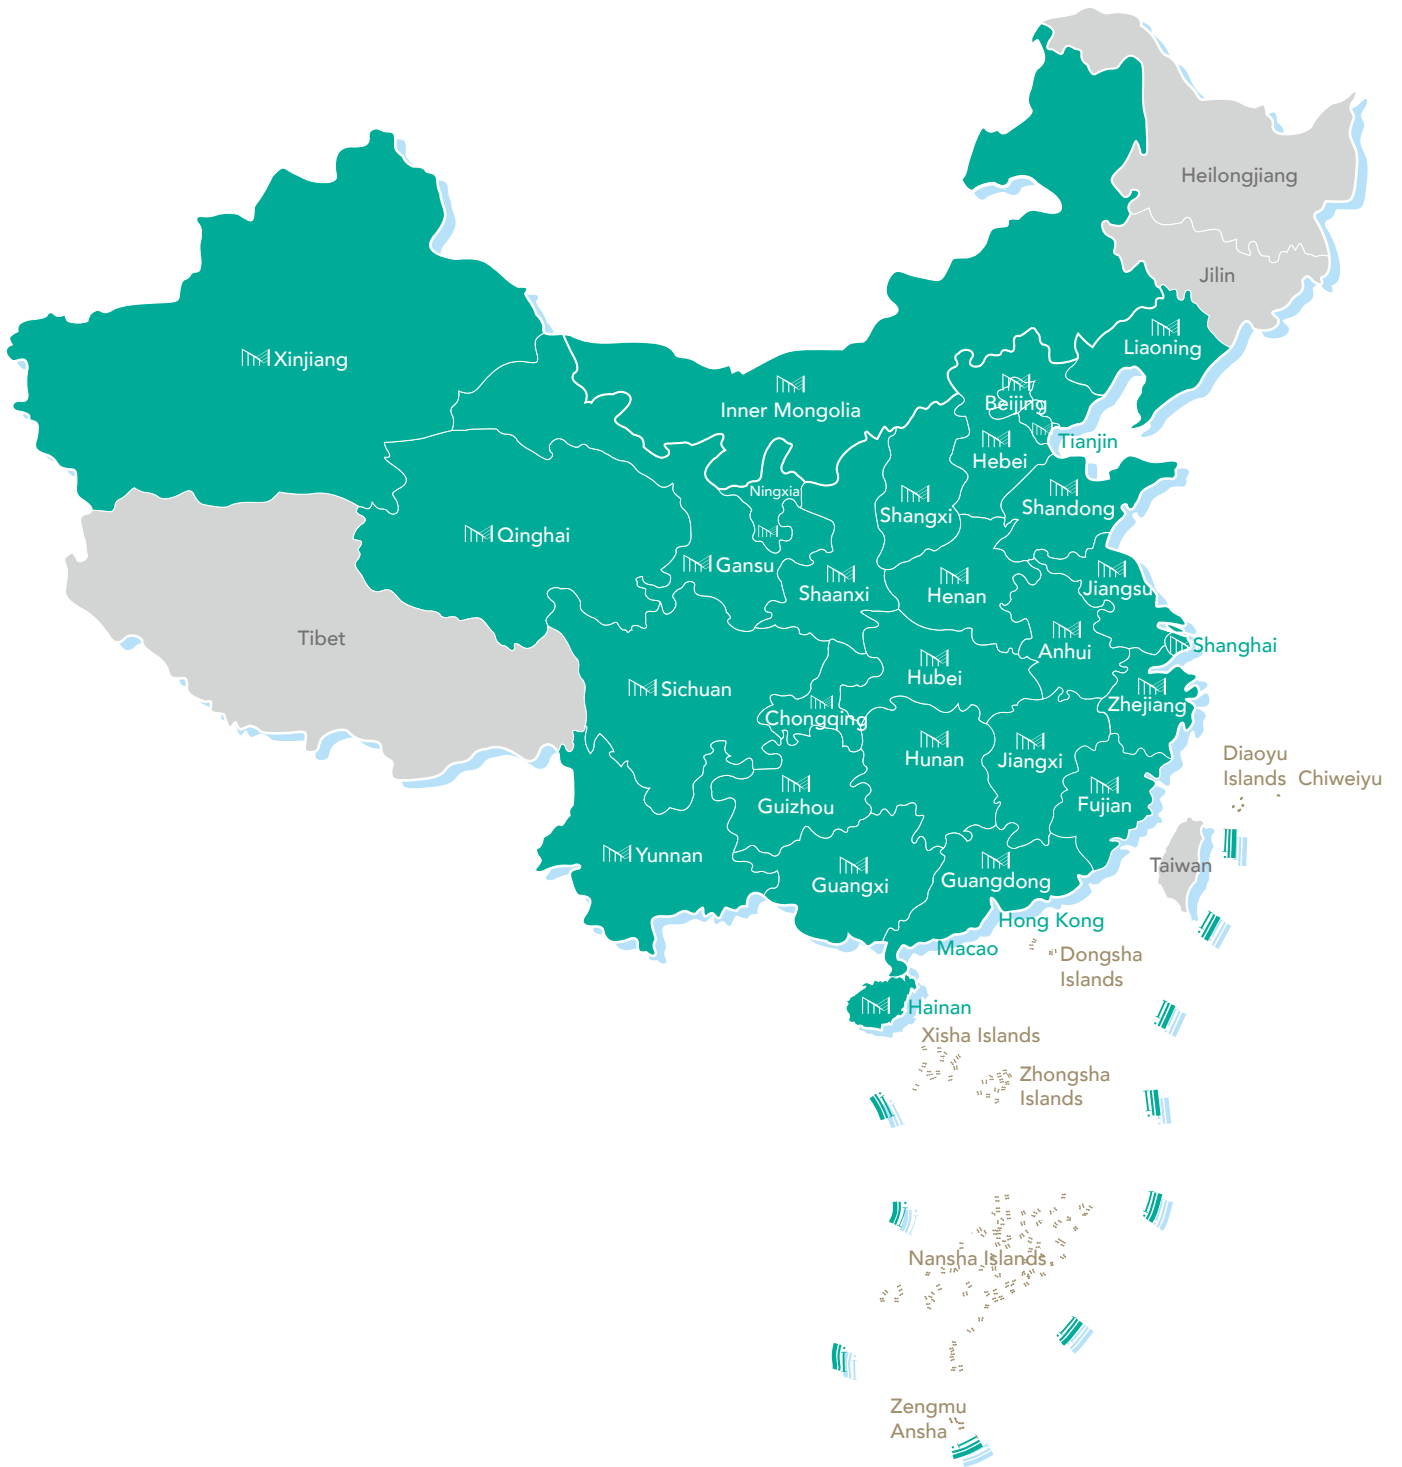 Heilongjiang
Jilin
Liaoning
Xinjiang
Inner Mongolia
Beijing
Tianjin
Hebei
Ningxia
Shangxi
Shandong
Qinghai
Gansu
Shaanxi
Henan
Jiangsu
Tibet
Anhui
Shanghai
Sichuan
Hubei
Zhejiang
Chongqing
Hunan
Jiangxi
Diaoyu
Islands Chiweiyu
Guizhou
Fujian
Yunnan
Guangxi
Guangdong
Taiwan
Hong Kong
Macao
Dongsha
Islands
Hainan
Xisha Islands
Zhongsha
Islands
Nansha Islands
Zengmu
Ansha